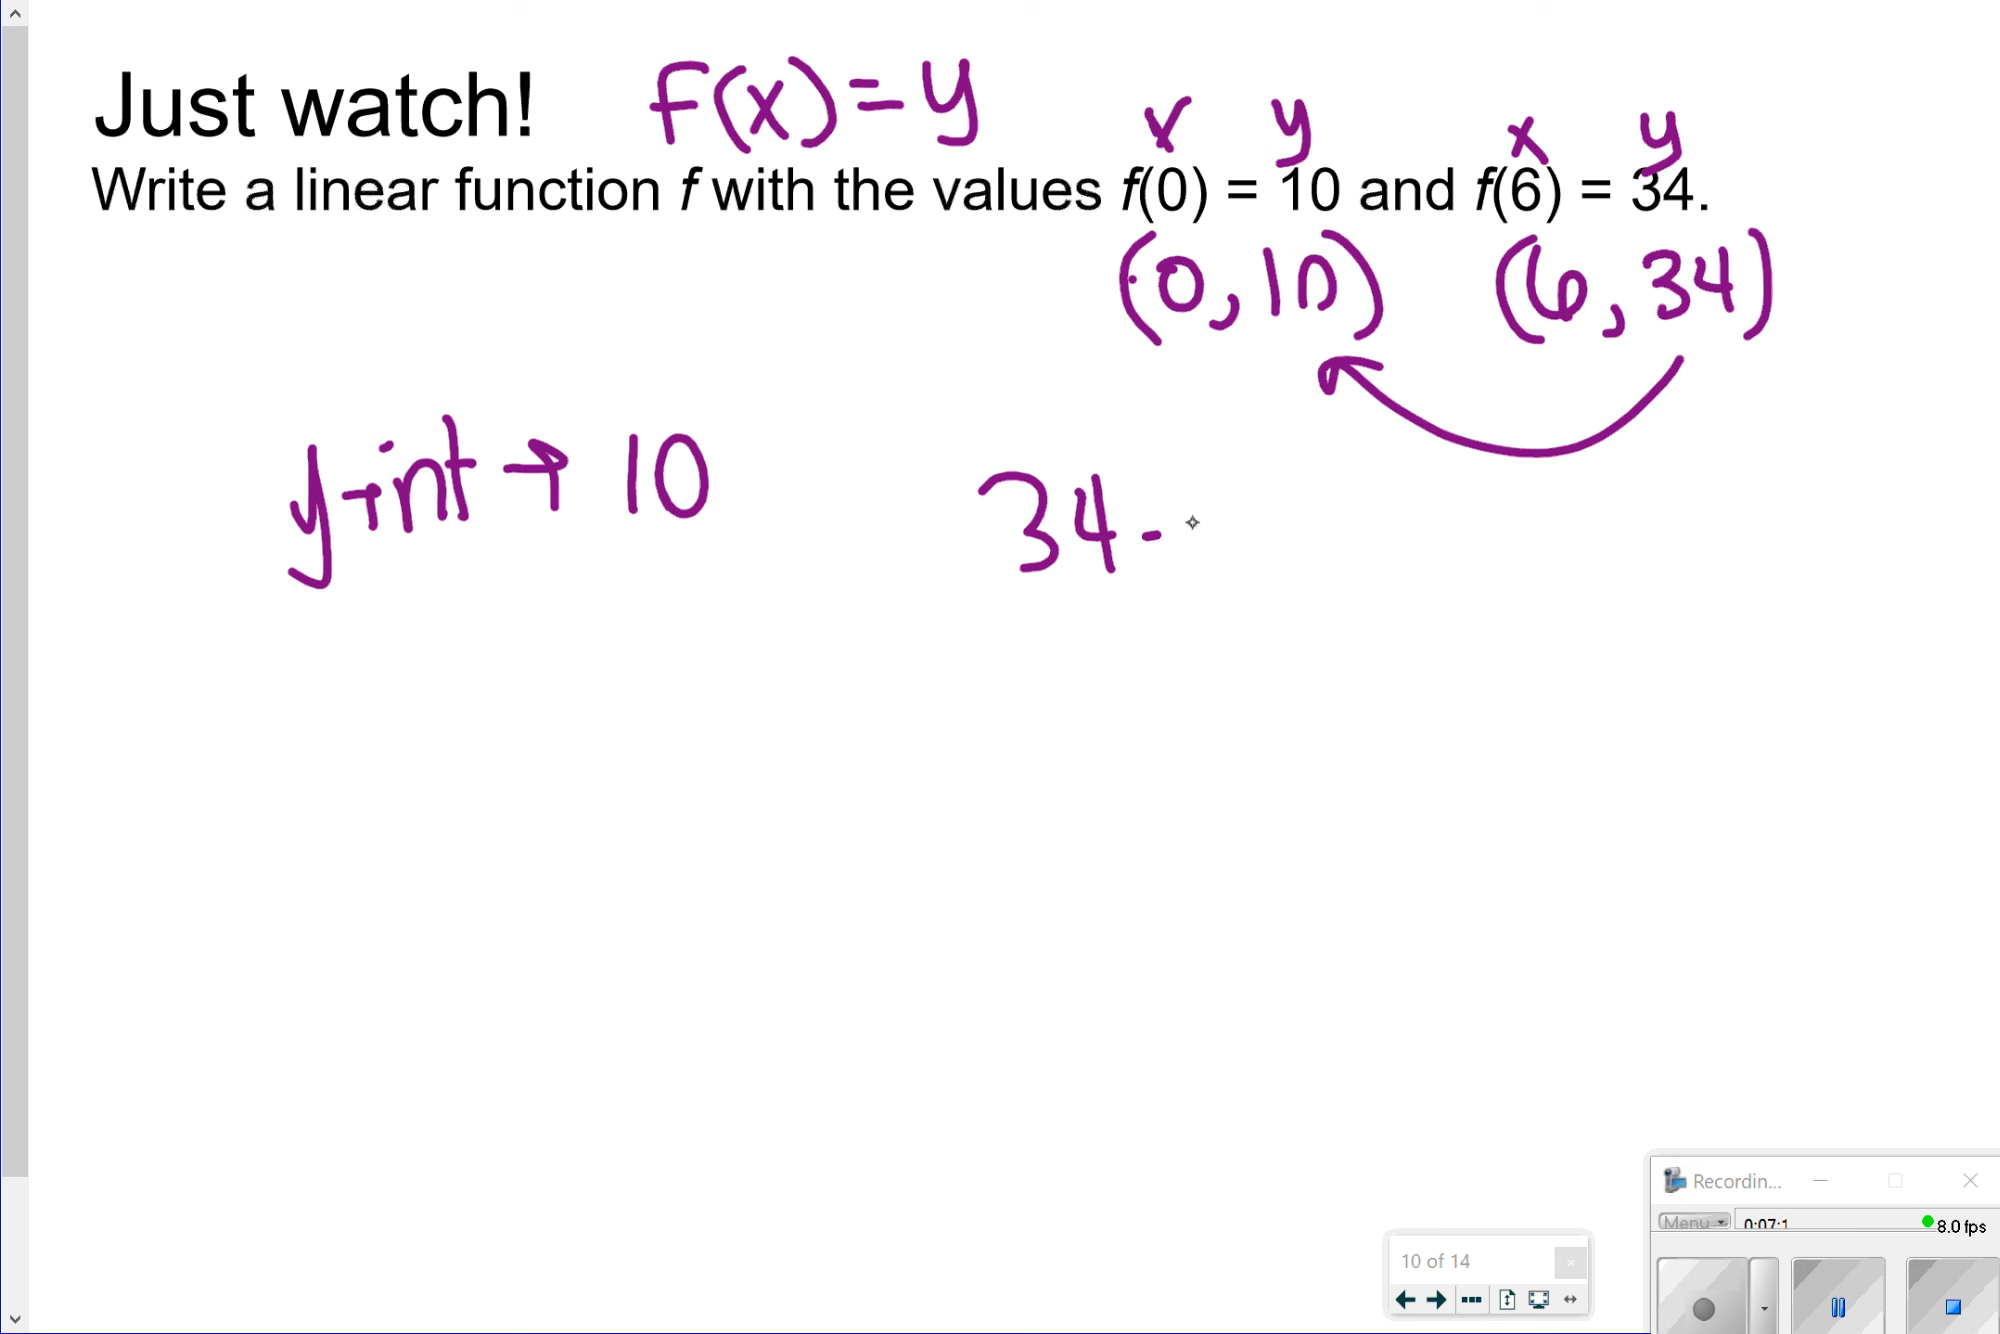 Just watch! f(x)=y
x y x y
Write a linear function f with the values f(0) = 10 and f(6) = 34.
(0,10) (6,34)
y-int → 10
34 -
Recordin...
Menu 0:07:1 8.0 fps
10 of 14